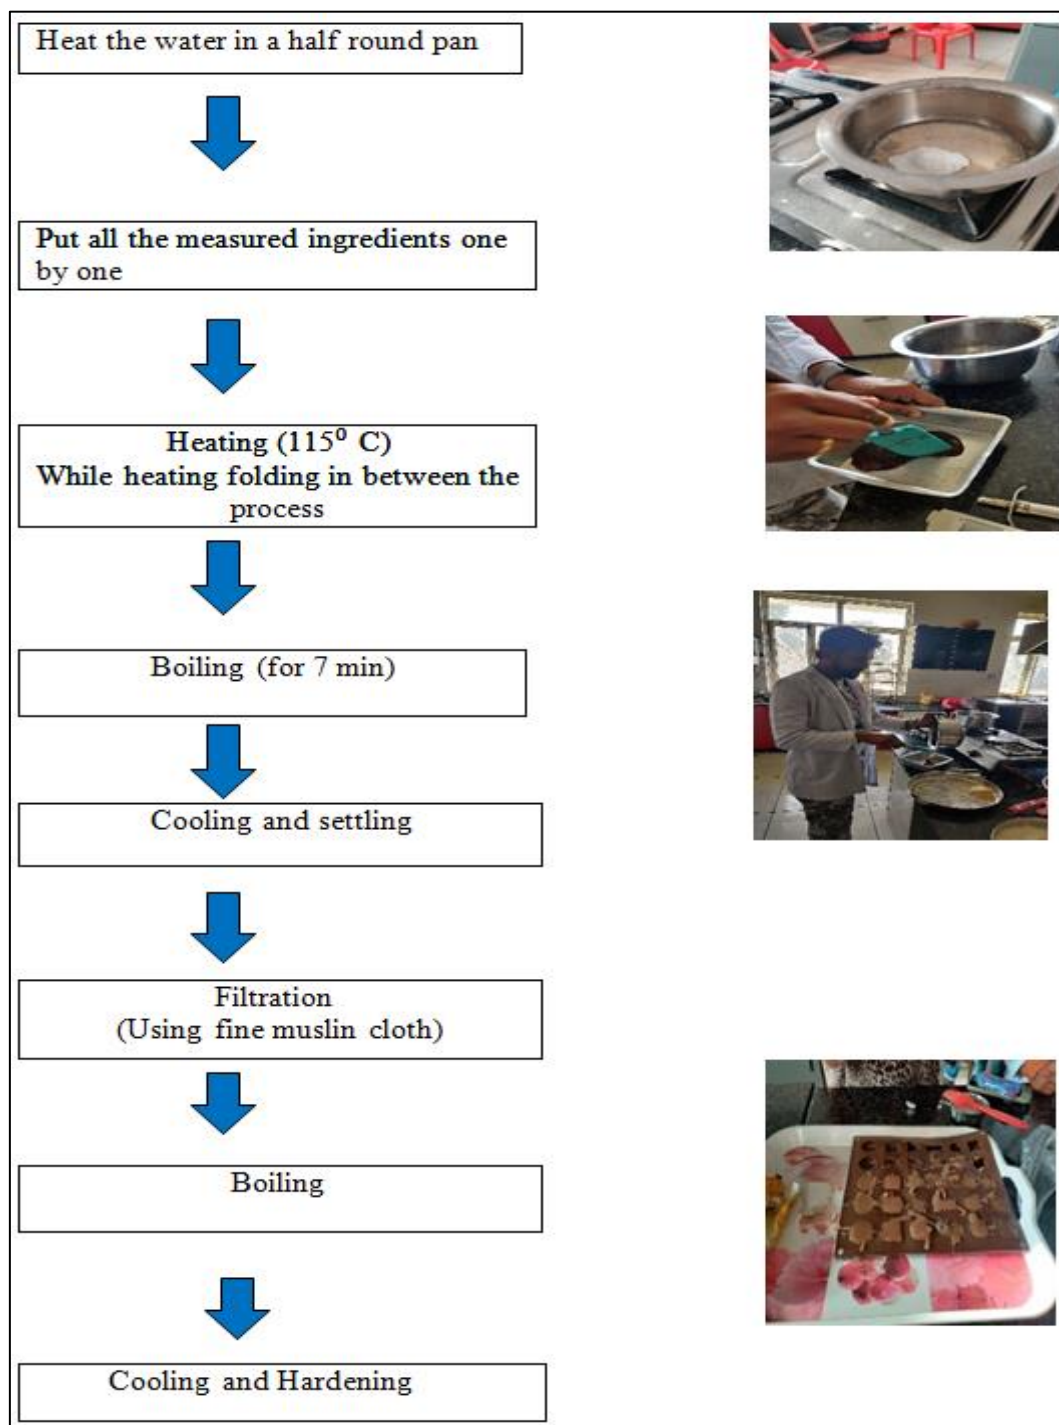 Heat the water in a half round pan
Put all the measured ingredients one
by one
Heating (115⁰ C)
While heating folding in between the
process
Boiling (for 7 min)
Cooling and settling
Filtration
(Using fine muslin cloth)
Boiling
Cooling and Hardening